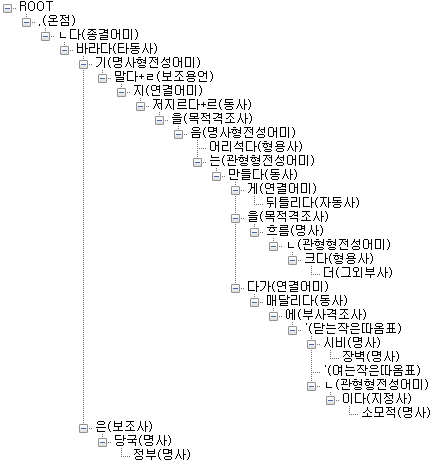 ROOT
.(온점)
ㄴ다(종결어미)
바라다(타동사)
기(명사형전성어미)
말다+ㄹ(보조용언)
지(연결어미)
저지르다+르(동사)
을(목적격조사)
음(명사형전성어미)
어리석다(형용사)
는(관형형전성어미)
만들다(동사)
게(연결어미)
뒤틀리다(자동사)
을(목적격조사)
흐름(명사)
ㄴ(관형형전성어미)
크다(형용사)
더(그외부사)
다가(연결어미)
매달리다(동사)
에(부사격조사)
'(닫는작은따옴표)
시비(명사)
장벽(명사)
'(여는작은따옴표)
ㄴ(관형형전성어미)
이다(지정사)
소모적(명사)
은(보조사)
당국(명사)
정부(명사)